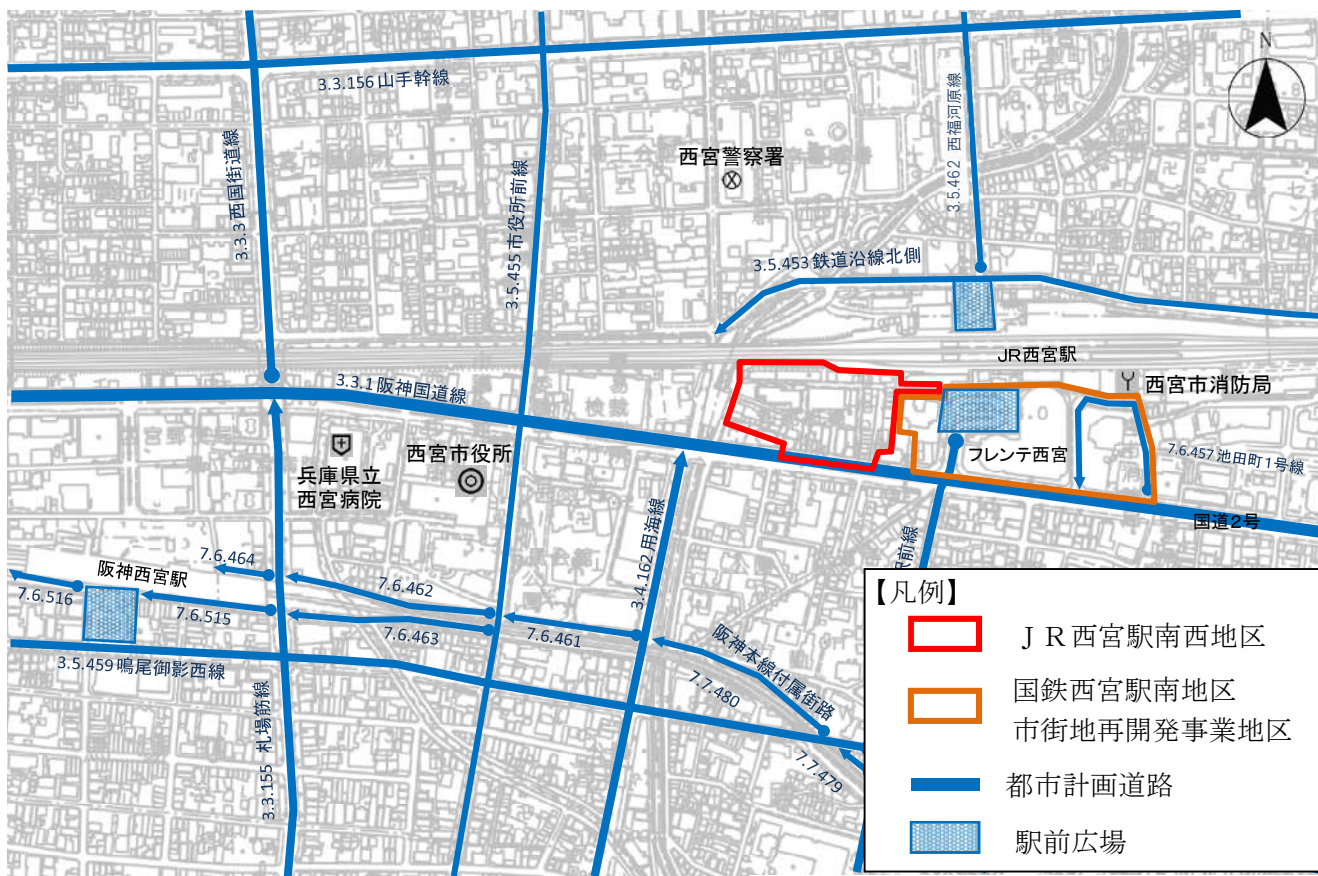 N
3.3.156 山手幹線
3.3.3 西国街道線
3.5.455 市役所前線
3.5.462 西福河原線
西宮警察署
3.5.453 鉄道沿線北側
JR西宮駅
3.3.1 阪神国道線
西宮市消防局
兵庫県立
西宮病院
西宮市役所
フレンテ西宮
7.6.457 池田町1号線
国道2号
3.4.162 用海線
駅前線
阪神西宮駅
7.6.464
7.6.462
7.6.516
7.6.515
7.6.463
7.6.461
阪神本線付属街路
7.7.480
7.7.479
3.5.459 鳴尾御影西線
3.3.155 札場筋線
【凡例】
ＪＲ西宮駅南西地区
国鉄西宮駅南地区
市街地再開発事業地区
都市計画道路
駅前広場